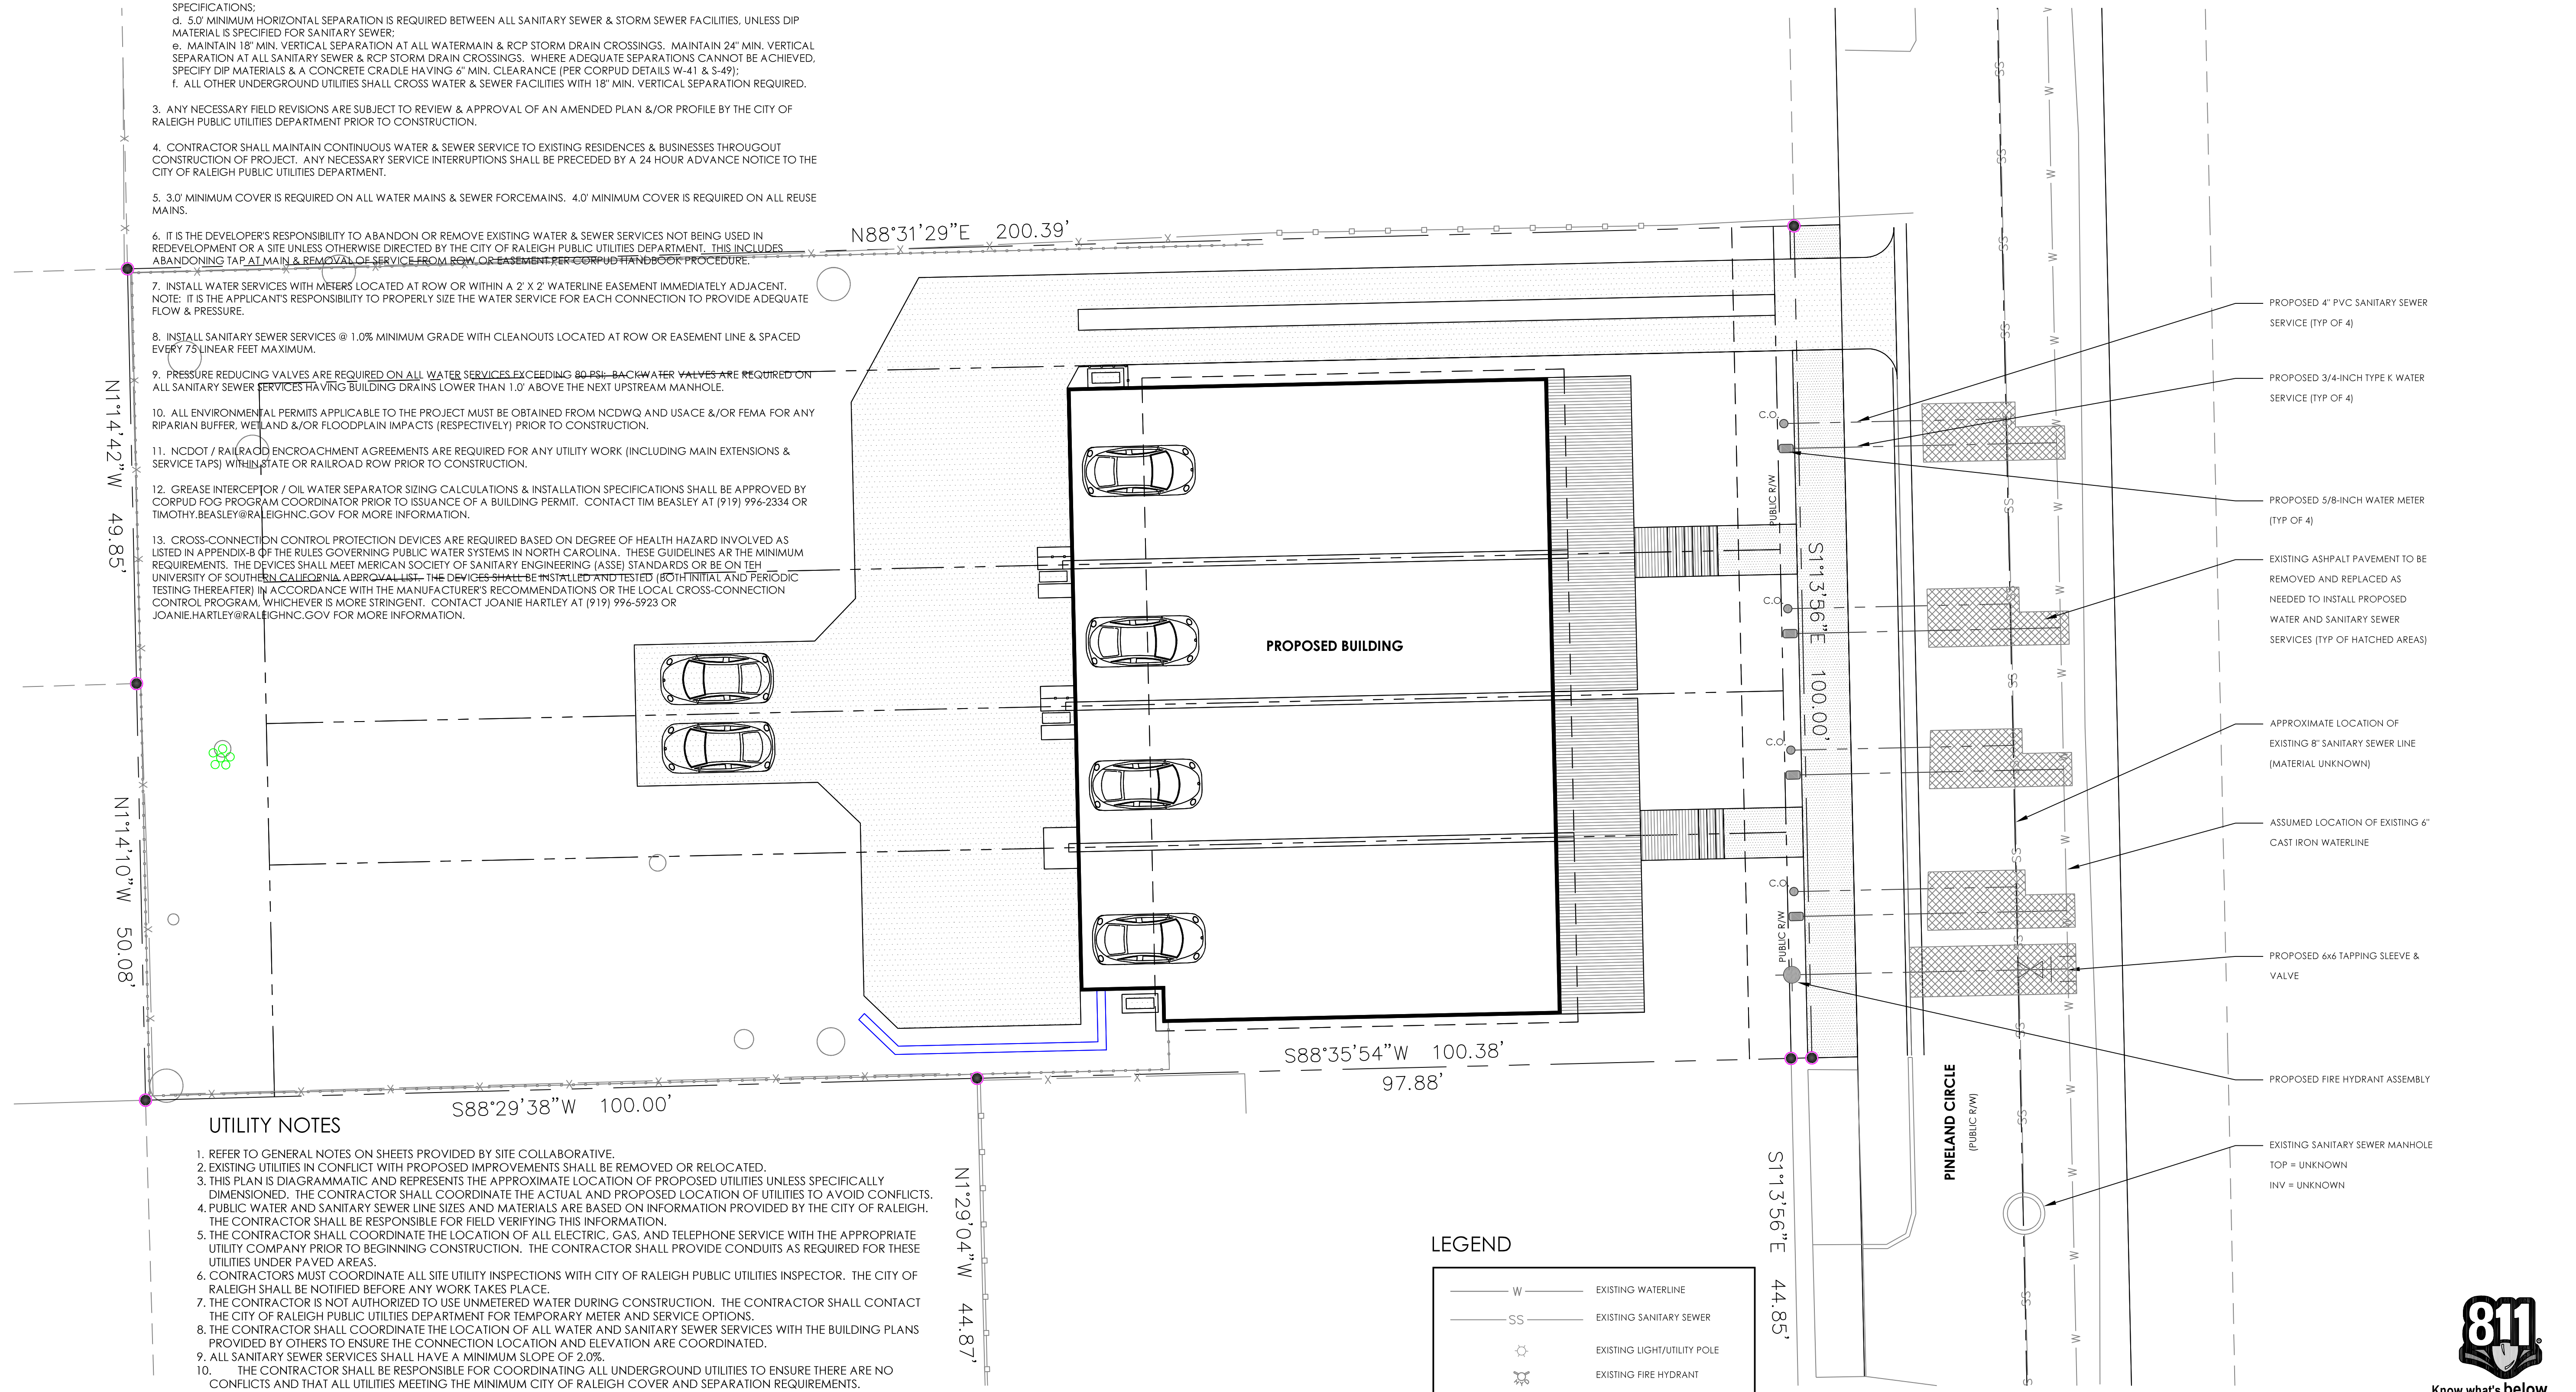 SPECIFICATIONS;
d. 5.0' MINIMUM HORIZONTAL SEPARATION IS REQUIRED BETWEEN ALL SANITARY SEWER & STORM SEWER FACILITIES, UNLESS DIP
MATERIAL IS SPECIFIED FOR SANITARY SEWER;
e. MAINTAIN 18" MIN. VERTICAL SEPARATION AT ALL WATERMAIN & RCP STORM DRAIN CROSSINGS. MAINTAIN 24" MIN. VERTICAL
SEPARATION AT ALL SANITARY SEWER & RCP STORM DRAIN CROSSINGS. WHERE ADEQUATE SEPARATIONS CANNOT BE ACHIEVED,
SPECIFY DIP MATERIALS & A CONCRETE CRADLE HAVING 6" MIN. CLEARANCE (PER CORPUD DETAILS W-41 & S-49);
f. ALL OTHER UNDERGROUND UTILITIES SHALL CROSS WATER & SEWER FACILITIES WITH 18" MIN. VERTICAL SEPARATION REQUIRED.
3. ANY NECESSARY FIELD REVISIONS ARE SUBJECT TO REVIEW & APPROVAL OF AN AMENDED PLAN &/OR PROFILE BY THE CITY OF
RALEIGH PUBLIC UTILITIES DEPARTMENT PRIOR TO CONSTRUCTION.
4. CONTRACTOR SHALL MAINTAIN CONTINUOUS WATER & SEWER SERVICE TO EXISTING RESIDENCES & BUSINESSES THROUGOUT
CONSTRUCTION OF PROJECT. ANY NECESSARY SERVICE INTERRUPTIONS SHALL BE PRECEDED BY A 24 HOUR ADVANCE NOTICE TO THE
CITY OF RALEIGH PUBLIC UTILITIES DEPARTMENT.
5. 3.0' MINIMUM COVER IS REQUIRED ON ALL WATER MAINS & SEWER FORCEMAINS. 4.0' MINIMUM COVER IS REQUIRED ON ALL REUSE
MAINS.
6. IT IS THE DEVELOPER'S RESPONSIBILITY TO ABANDON OR REMOVE EXISTING WATER & SEWER SERVICES NOT BEING USED IN
REDEVELOPMENT OR A SITE UNLESS OTHERWISE DIRECTED BY THE CITY OF RALEIGH PUBLIC UTILITIES DEPARTMENT. THIS INCLUDES
ABANDONING TAP AT MAIN & REMOVAL OF SERVICE FROM ROW OR EASEMENT PER CORPUD HANDBOOK PROCEDURE.
7. INSTALL WATER SERVICES WITH METERS LOCATED AT ROW OR WITHIN A 2' X 2' WATERLINE EASEMENT IMMEDIATELY ADJACENT.
NOTE: IT IS THE APPLICANT'S RESPONSIBILITY TO PROPERLY SIZE THE WATER SERVICE FOR EACH CONNECTION TO PROVIDE ADEQUATE
FLOW & PRESSURE.
8. INSTALL SANITARY SEWER SERVICES @ 1.0% MINIMUM GRADE WITH CLEANOUTS LOCATED AT ROW OR EASEMENT LINE & SPACED
EVERY 75 LINEAR FEET MAXIMUM.
9. PRESSURE REDUCING VALVES ARE REQUIRED ON ALL WATER SERVICES EXCEEDING 80 PSI; BACKWATER VALVES ARE REQUIRED ON
ALL SANITARY SEWER SERVICES HAVING BUILDING DRAINS LOWER THAN 1.0' ABOVE THE NEXT UPSTREAM MANHOLE.
10. ALL ENVIRONMENTAL PERMITS APPLICABLE TO THE PROJECT MUST BE OBTAINED FROM NCDWQ AND USACE &/OR FEMA FOR ANY
RIPARIAN BUFFER, WETLAND &/OR FLOODPLAIN IMPACTS (RESPECTIVELY) PRIOR TO CONSTRUCTION.
11. NCDOT / RAILRAOD ENCROACHMENT AGREEMENTS ARE REQUIRED FOR ANY UTILITY WORK (INCLUDING MAIN EXTENSIONS &
SERVICE TAPS) WITHIN STATE OR RAILROAD ROW PRIOR TO CONSTRUCTION.
12. GREASE INTERCEPTOR / OIL WATER SEPARATOR SIZING CALCULATIONS & INSTALLATION SPECIFICATIONS SHALL BE APPROVED BY
CORPUD FOG PROGRAM COORDINATOR PRIOR TO ISSUANCE OF A BUILDING PERMIT. CONTACT TIM BEASLEY AT (919) 996-2334 OR
TIMOTHY.BEASLEY@RALEIGHNC.GOV FOR MORE INFORMATION.
13. CROSS-CONNECTION CONTROL PROTECTION DEVICES ARE REQUIRED BASED ON DEGREE OF HEALTH HAZARD INVOLVED AS
LISTED IN APPENDIX-B OF THE RULES GOVERNING PUBLIC WATER SYSTEMS IN NORTH CAROLINA. THESE GUIDELINES AR THE MINIMUM
REQUIREMENTS. THE DEVICES SHALL MEET MERICAN SOCIETY OF SANITARY ENGINEERING (ASSE) STANDARDS OR BE ON TEH
UNIVERSITY OF SOUTHERN CALIFORNIA APPROVAL LIST. THE DEVICES SHALL BE INSTALLED AND TESTED (BOTH INITIAL AND PERIODIC
TESTING THEREAFTER) IN ACCORDANCE WITH THE MANUFACTURER'S RECOMMENDATIONS OR THE LOCAL CROSS-CONNECTION
CONTROL PROGRAM, WHICHEVER IS MORE STRINGENT. CONTACT JOANIE HARTLEY AT (919) 996-5923 OR
JOANIE.HARTLEY@RALEIGHNC.GOV FOR MORE INFORMATION.
N88°31'29"E 200.39'
N1°14'42"W 49.85'
N1°14'10"W 50.08'
S88°29'38"W 100.00'
S88°35'54"W 100.38'
97.88'
N1°29'04"W 44.87'
S1°13'56"E 44.85'
S1°13'56"E 100.00'
PROPOSED BUILDING
C.O.
PUBLIC R/W
C.O.
C.O.
C.O.
PUBLIC R/W
PINELAND CIRCLE
(PUBLIC R/W)
PROPOSED 4" PVC SANITARY SEWER
SERVICE (TYP OF 4)
PROPOSED 3/4-INCH TYPE K WATER
SERVICE (TYP OF 4)
PROPOSED 5/8-INCH WATER METER
(TYP OF 4)
EXISTING ASHPALT PAVEMENT TO BE
REMOVED AND REPLACED AS
NEEDED TO INSTALL PROPOSED
WATER AND SANITARY SEWER
SERVICES (TYP OF HATCHED AREAS)
APPROXIMATE LOCATION OF
EXISTING 8" SANITARY SEWER LINE
(MATERIAL UNKNOWN)
ASSUMED LOCATION OF EXISTING 6"
CAST IRON WATERLINE
PROPOSED 6x6 TAPPING SLEEVE &
VALVE
PROPOSED FIRE HYDRANT ASSEMBLY
EXISTING SANITARY SEWER MANHOLE
TOP = UNKNOWN
INV = UNKNOWN
UTILITY NOTES
1. REFER TO GENERAL NOTES ON SHEETS PROVIDED BY SITE COLLABORATIVE.
2. EXISTING UTILITIES IN CONFLICT WITH PROPOSED IMPROVEMENTS SHALL BE REMOVED OR RELOCATED.
3. THIS PLAN IS DIAGRAMMATIC AND REPRESENTS THE APPROXIMATE LOCATION OF PROPOSED UTILITIES UNLESS SPECIFICALLY
DIMENSIONED. THE CONTRACTOR SHALL COORDINATE THE ACTUAL AND PROPOSED LOCATION OF UTILITIES TO AVOID CONFLICTS.
4. PUBLIC WATER AND SANITARY SEWER LINE SIZES AND MATERIALS ARE BASED ON INFORMATION PROVIDED BY THE CITY OF RALEIGH.
THE CONTRACTOR SHALL BE RESPONSIBLE FOR FIELD VERIFYING THIS INFORMATION.
5. THE CONTRACTOR SHALL COORDINATE THE LOCATION OF ALL ELECTRIC, GAS, AND TELEPHONE SERVICE WITH THE APPROPRIATE
UTILITY COMPANY PRIOR TO BEGINNING CONSTRUCTION. THE CONTRACTOR SHALL PROVIDE CONDUITS AS REQUIRED FOR THESE
UTILITIES UNDER PAVED AREAS.
6. CONTRACTORS MUST COORDINATE ALL SITE UTILITY INSPECTIONS WITH CITY OF RALEIGH PUBLIC UTILITIES INSPECTOR. THE CITY OF
RALEIGH SHALL BE NOTIFIED BEFORE ANY WORK TAKES PLACE.
7. THE CONTRACTOR IS NOT AUTHORIZED TO USE UNMETERED WATER DURING CONSTRUCTION. THE CONTRACTOR SHALL CONTACT
THE CITY OF RALEIGH PUBLIC UTILTIES DEPARTMENT FOR TEMPORARY METER AND SERVICE OPTIONS.
8. THE CONTRACTOR SHALL COORDINATE THE LOCATION OF ALL WATER AND SANITARY SEWER SERVICES WITH THE BUILDING PLANS
PROVIDED BY OTHERS TO ENSURE THE CONNECTION LOCATION AND ELEVATION ARE COORDINATED.
9. ALL SANITARY SEWER SERVICES SHALL HAVE A MINIMUM SLOPE OF 2.0%.
10. THE CONTRACTOR SHALL BE RESPONSIBLE FOR COORDINATING ALL UNDERGROUND UTILITIES TO ENSURE THERE ARE NO
CONFLICTS AND THAT ALL UTILITIES MEETING THE MINIMUM CITY OF RALEIGH COVER AND SEPARATION REQUIREMENTS.
LEGEND
W EXISTING WATERLINE
SS EXISTING SANITARY SEWER
EXISTING LIGHT/UTILITY POLE
EXISTING FIRE HYDRANT
811
Know what's below